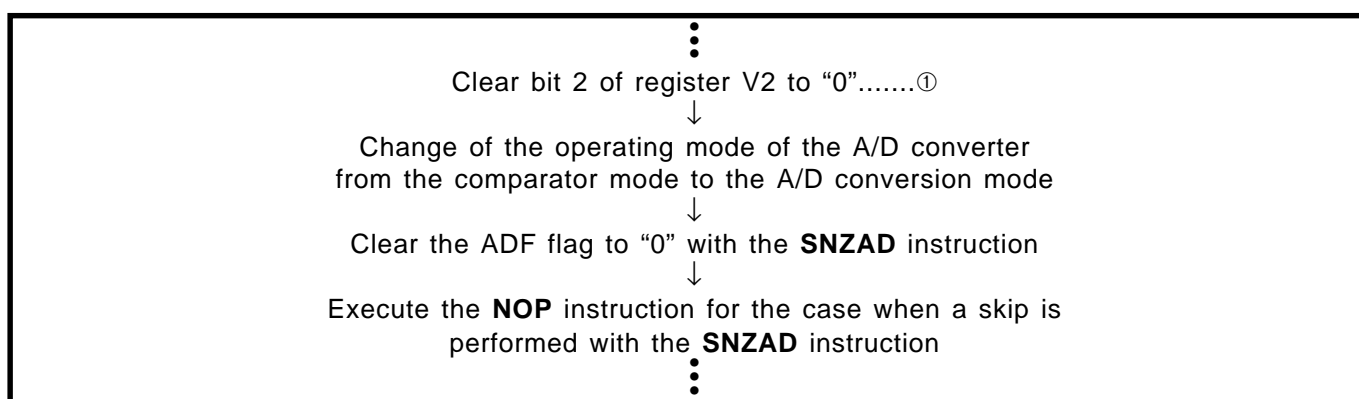 Clear bit 2 of register V2 to “0”.......①
↓
Change of the operating mode of the A/D converter
from the comparator mode to the A/D conversion mode
↓
Clear the ADF flag to “0” with the SNZAD instruction
↓
Execute the NOP instruction for the case when a skip is
performed with the SNZAD instruction